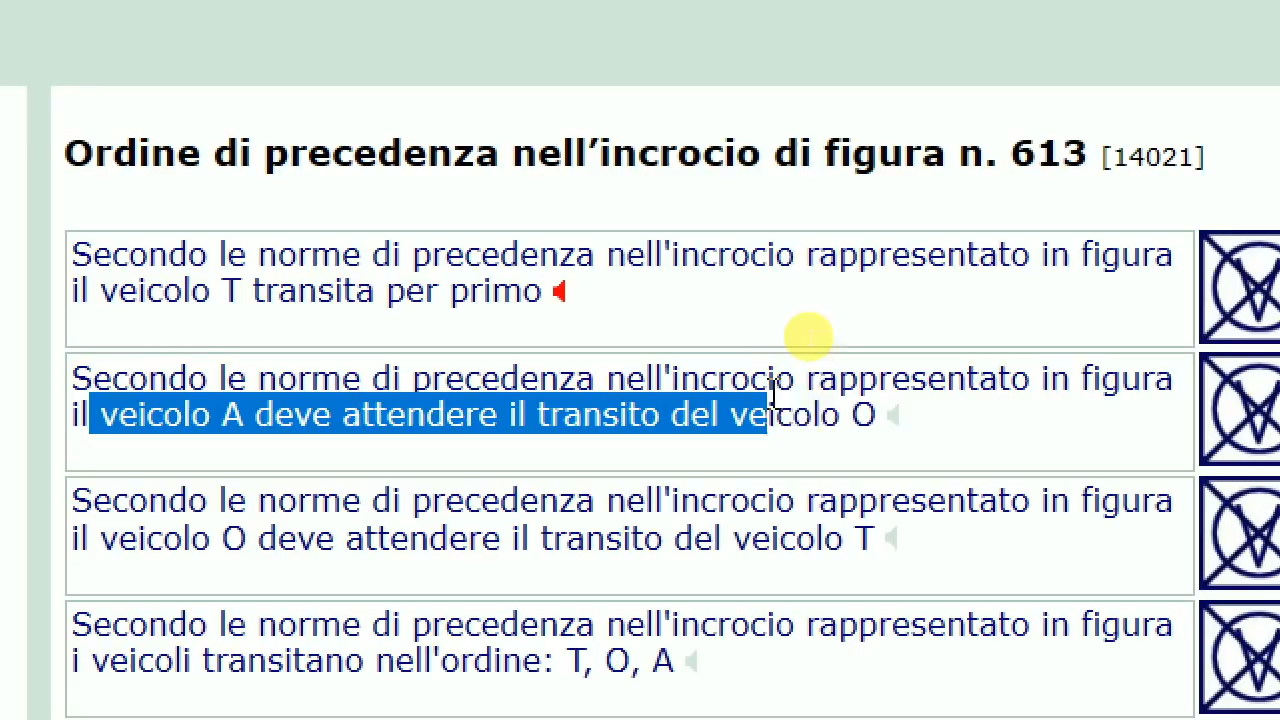 Ordine di precedenza nell’incrocio di figura n. 613 [14021]
Secondo le norme di precedenza nell'incrocio rappresentato in figura
il veicolo T transita per primo
V
Secondo le norme di precedenza nell'incrocio rappresentato in figura
il veicolo A deve attendere il transito del veicolo O
V
Secondo le norme di precedenza nell'incrocio rappresentato in figura
il veicolo O deve attendere il transito del veicolo T
V
Secondo le norme di precedenza nell'incrocio rappresentato in figura
i veicoli transitano nell'ordine: T, O, A
V